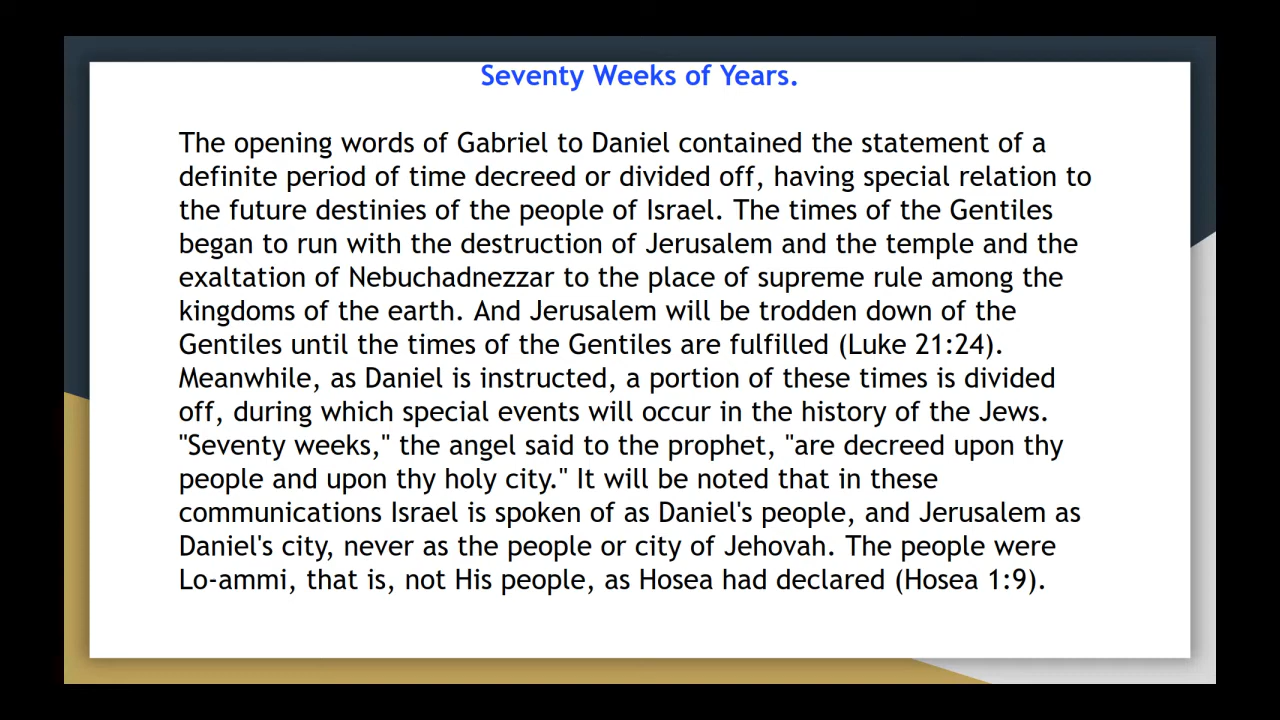 Seventy Weeks of Years.
The opening words of Gabriel to Daniel contained the statement of a
definite period of time decreed or divided off, having special relation to
the future destinies of the people of Israel. The times of the Gentiles
began to run with the destruction of Jerusalem and the temple and the
exaltation of Nebuchadnezzar to the place of supreme rule among the
kingdoms of the earth. And Jerusalem will be trodden down of the
Gentiles until the times of the Gentiles are fulfilled (Luke 21:24).
Meanwhile, as Daniel is instructed, a portion of these times is divided
off, during which special events will occur in the history of the Jews.
"Seventy weeks," the angel said to the prophet, "are decreed upon thy
people and upon thy holy city." It will be noted that in these
communications Israel is spoken of as Daniel's people, and Jerusalem as
Daniel's city, never as the people or city of Jehovah. The people were
Lo-ammi, that is, not His people, as Hosea had declared (Hosea 1:9).